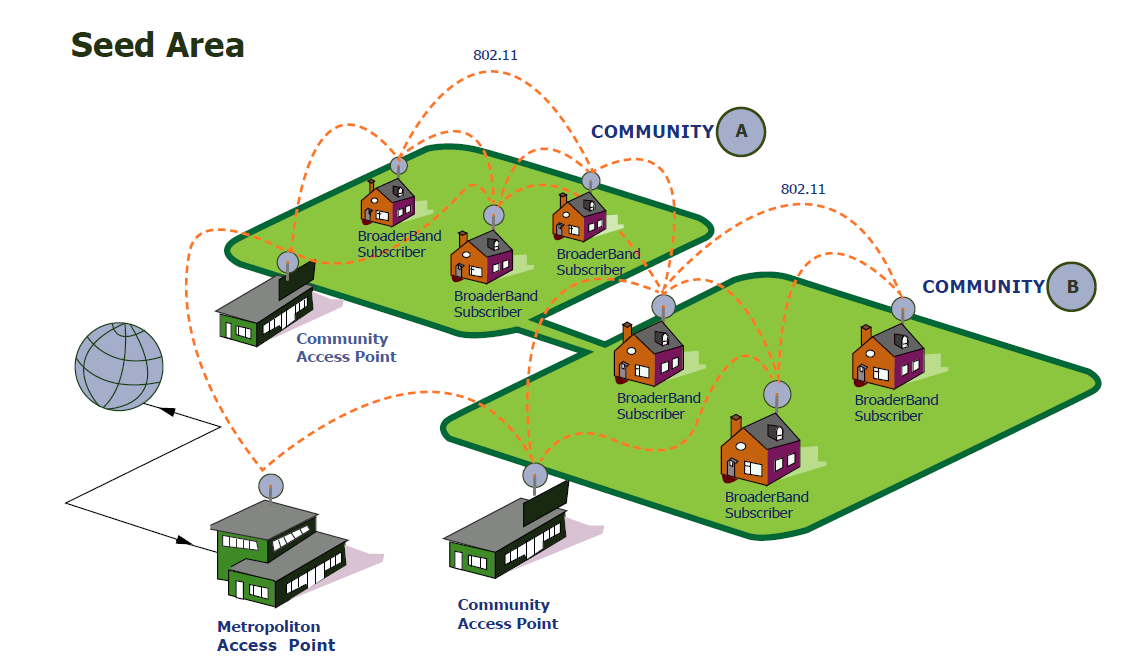 Seed Area
802.11
COMMUNITY
A
802.11
BroaderBand
Subscriber
BroaderBand
Subscriber
BroaderBand
Subscriber
COMMUNITY
B
Community
Access Point
BroaderBand
Subscriber
BroaderBand
Subscriber
BroaderBand
Subscriber
Community
Access Point
Metropoliton
Access Point